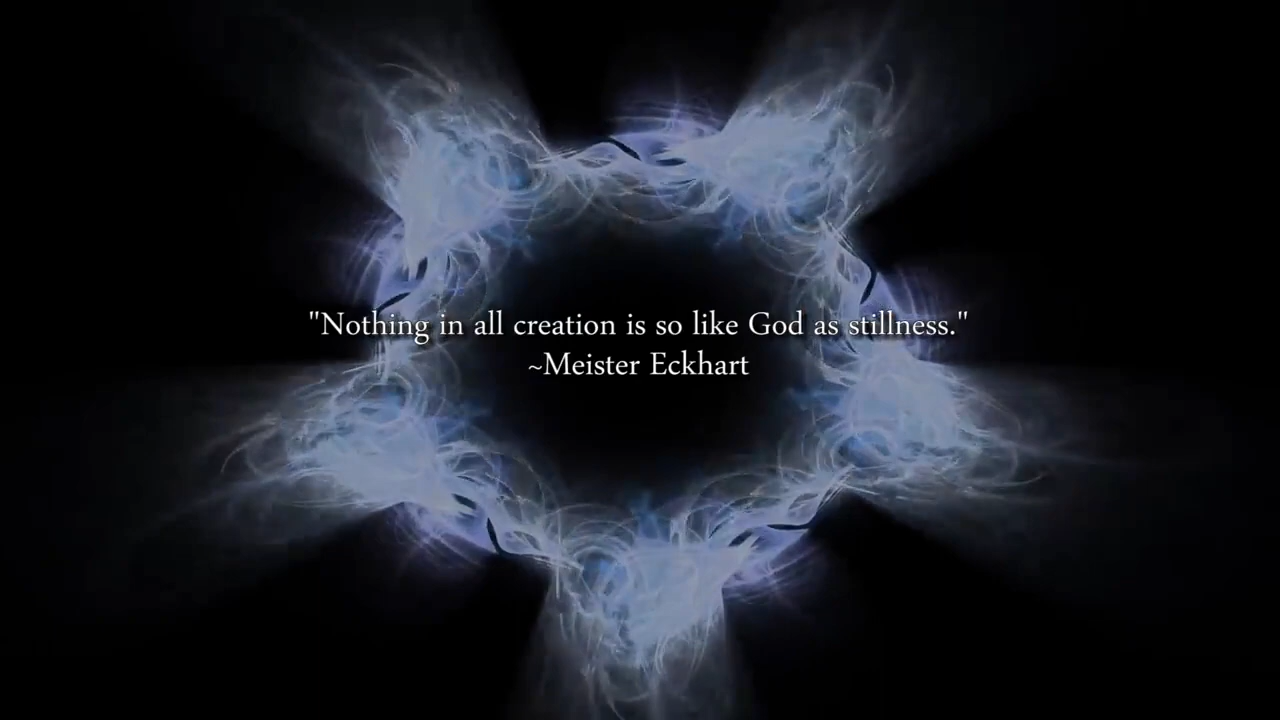 "Nothing in all creation is so like God as stillness."
~Meister Eckhart